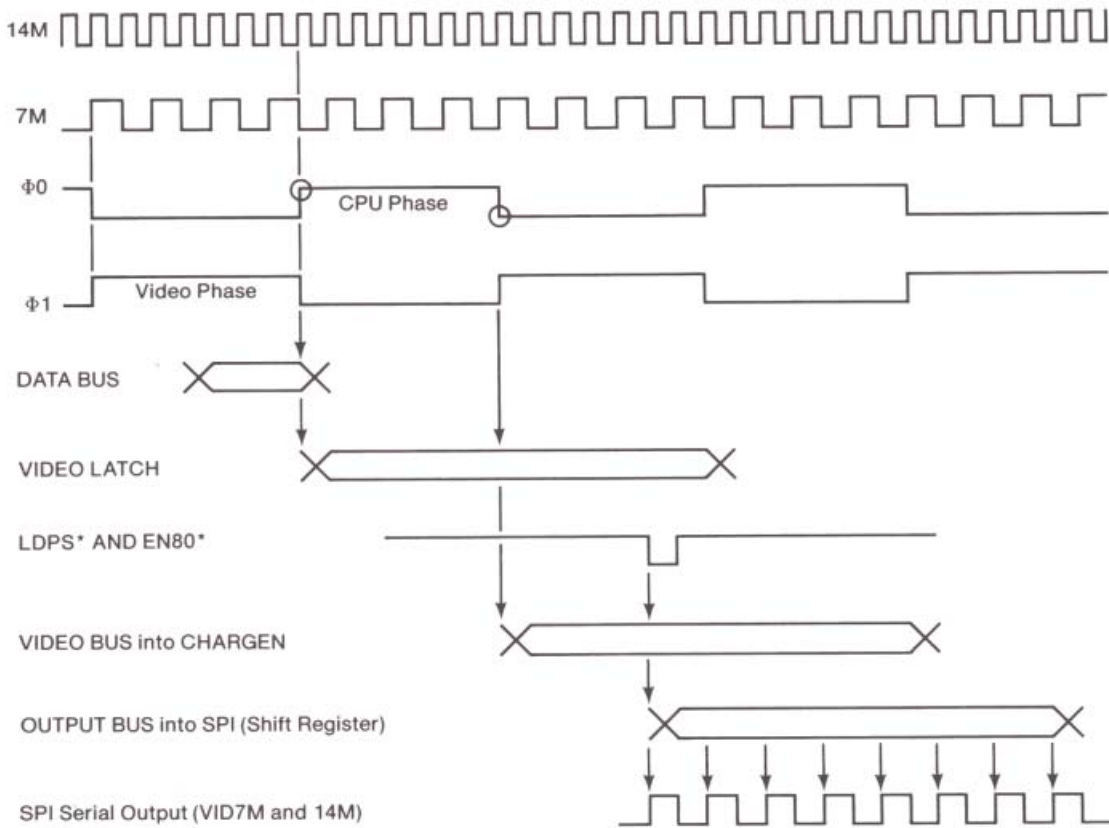 14M
7M
Φ0
CPU Phase
Video Phase
Φ1
DATA BUS
VIDEO LATCH
LDPS* AND EN80*
VIDEO BUS into CHARGEN
OUTPUT BUS into SPI (Shift Register)
SPI Serial Output (VID7M and 14M)